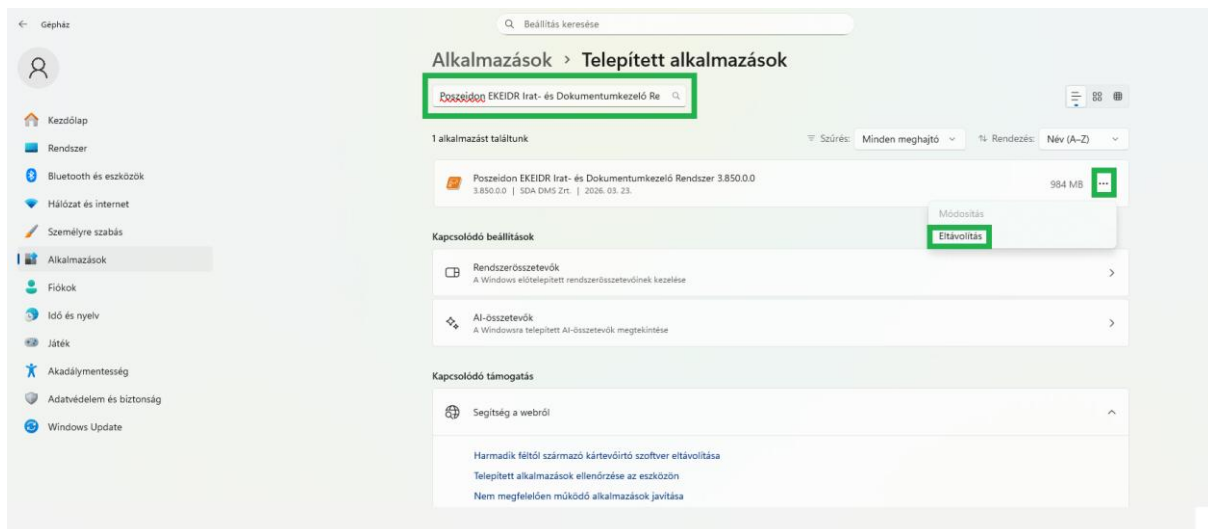 Gépház
Beállítás keresése
Alkalmazások > Telepített alkalmazások
Poszeidon EKEIDR Irat- és Dokumentumkezelő Re
Kezdőlap
Rendszer
Bluetooth és eszközök
Hálózat és internet
Személyre szabás
Alkalmazások
Fiókok
Idő és nyelv
Játék
Akadálymentesség
Adatvédelem és biztonság
Windows Update
1 alkalmazást találtunk
Szűrés: Minden meghajtó
Rendezés: Név (A–Z)
Poszeidon EKEIDR Irat- és Dokumentumkezelő Rendszer 3.850.0.0
3.850.0.0 | SDA DMS Zrt. | 2026. 03. 23.
984 MB
Módosítás
Eltávolítás
Kapcsolódó beállítások
Rendszerösszetevők
A Windows előtelepített rendszerösszetevőinek kezelése
AI-összetevők
A Windowsra telepített AI-összetevők megtekintése
Kapcsolódó támogatás
Segítség a webről
Harmadik féltől származó kártevőirtó szoftver eltávolítása
Telepített alkalmazások ellenőrzése az eszközön
Nem megfelelően működő alkalmazások javítása